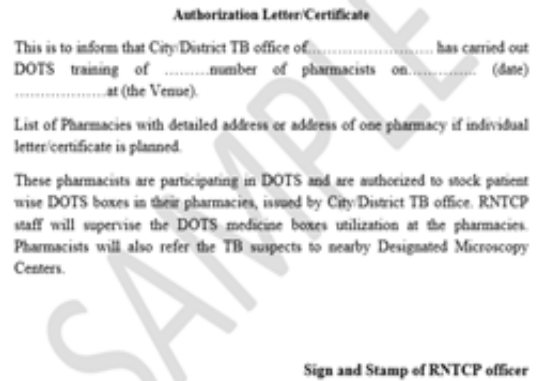 Authorization Letter/Certificate
This is to inform that City/District TB office of.......................... has carried out
DOTS training of .........number of pharmacists on.............. (date)
...................at (the Venue).
List of Pharmacies with detailed address or address of one pharmacy if individual
letter/certificate is planned.
These pharmacists are participating in DOTS and are authorized to stock patient
wise DOTS boxes in their pharmacies, issued by City/District TB office. RNTCP
staff will supervise the DOTS medicine boxes utilization at the pharmacies.
Pharmacists will also refer the TB suspects to nearby Designated Microscopy
Centers.
SAMPLE
Sign and Stamp of RNTCP officer